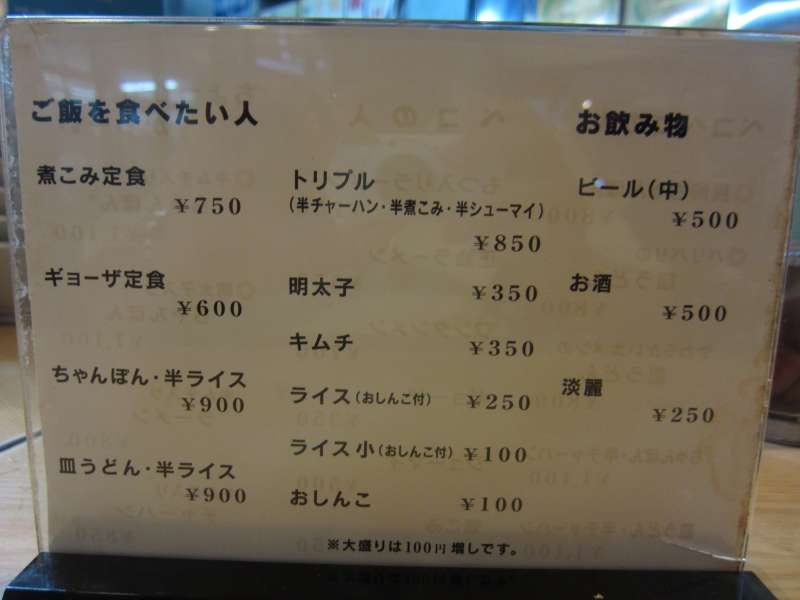 ご飯を食べたい人
煮こみ定食
¥750
ギョーザ定食
¥600
ちゃんぽん・半ライス
¥900
皿うどん・半ライス
¥900
トリプル
(半チャーハン・半煮こみ・半シューマイ)
¥850
明太子 ¥350
キムチ ¥350
ライス(おしんこ付) ¥250
ライス小(おしんこ付) ¥100
おしんこ ¥100
※大盛りは100円増しです。
お飲み物
ビール(中)
¥500
お酒
¥500
淡麗
¥250